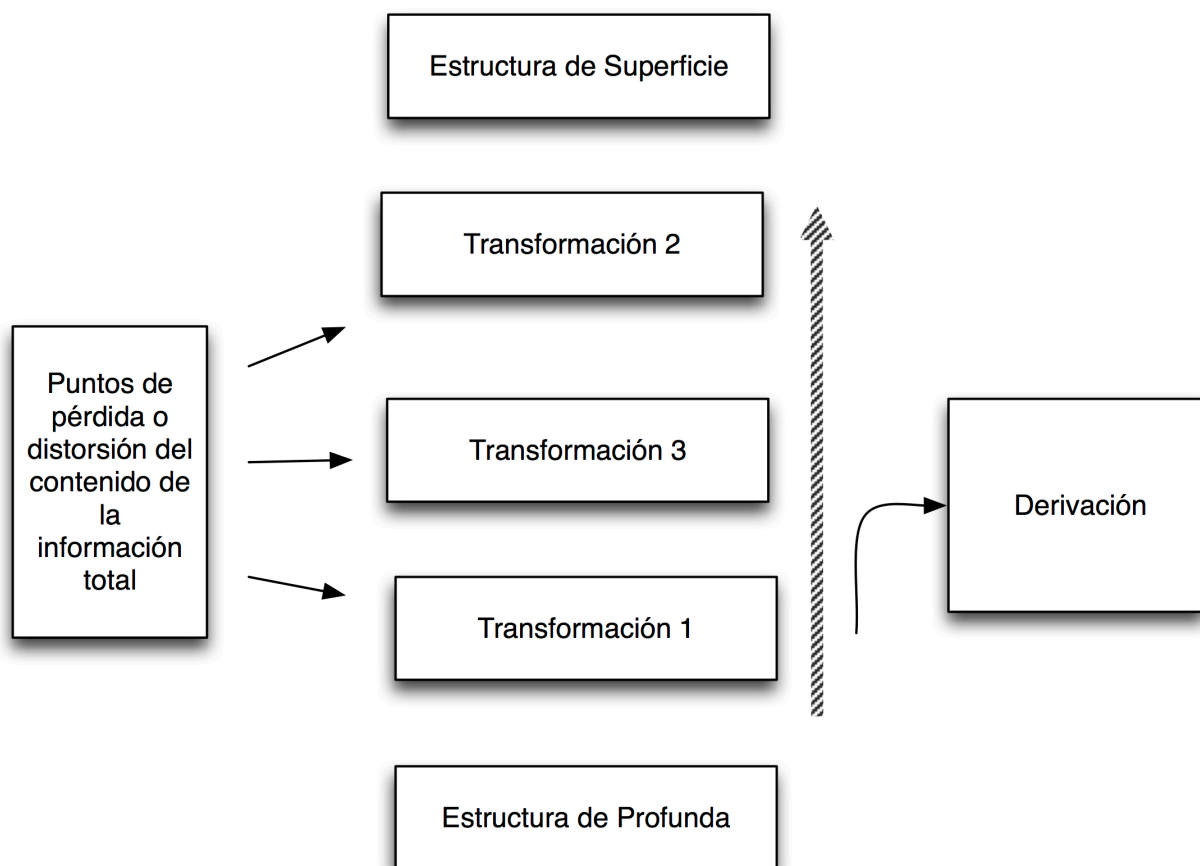 Estructura de Superficie
Transformación 2
Puntos de
pérdida o
distorsión del
contenido de
la
información
total
Transformación 3
Derivación
Transformación 1
Estructura de Profunda